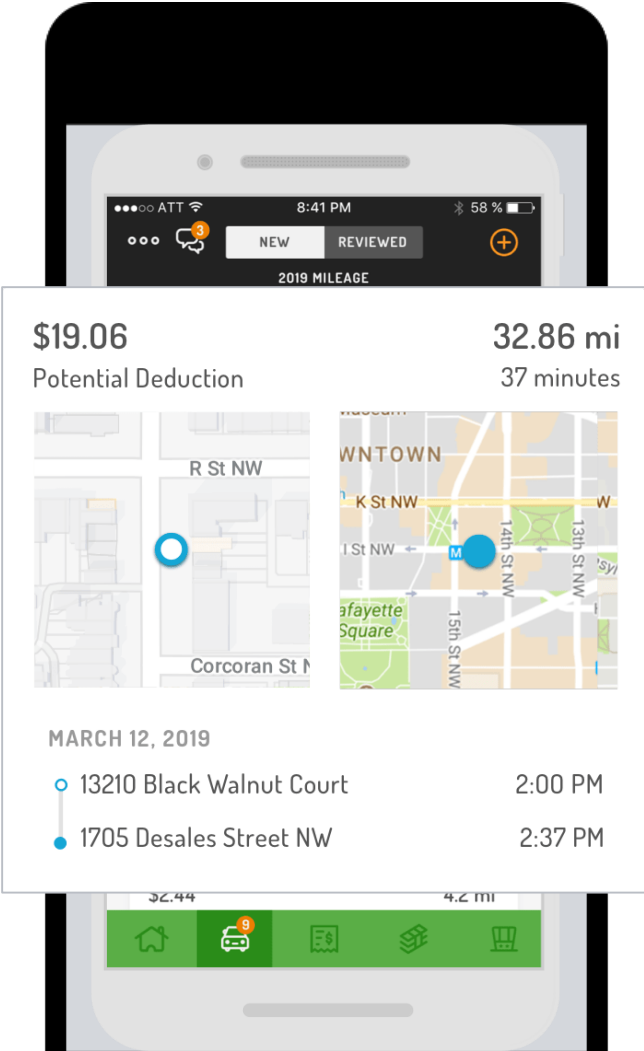 ●●●○○ ATT 8:41 PM 58 %
3
NEW REVIEWED
2019 MILEAGE
$19.06 32.86 mi
Potential Deduction 37 minutes
R St NW
Corcoran St N
Museum
WNTOWN
K St NW W
I St NW M
14th St NW
13th St NW
15th St NW
afayette
Square
MARCH 12, 2019
13210 Black Walnut Court 2:00 PM
1705 Desales Street NW 2:37 PM
$2.44 4.2 mi
9